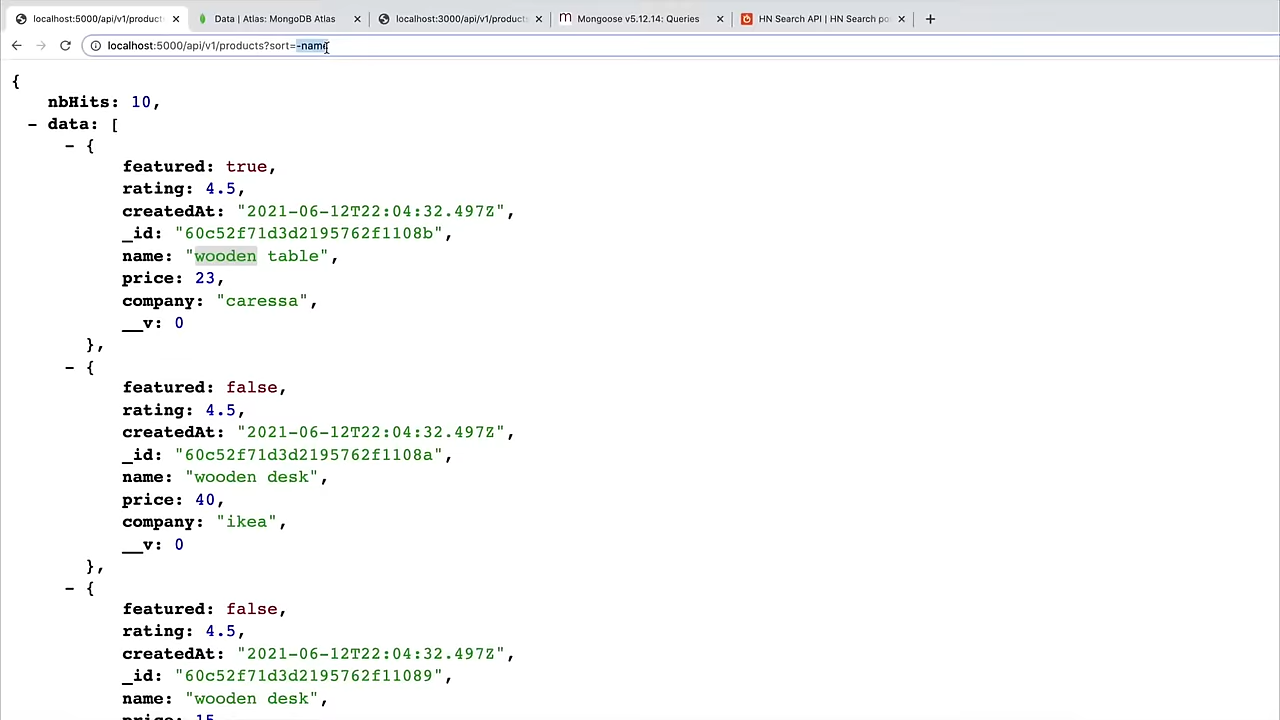 localhost:5000/api/v1/product: Data | Atlas: MongoDB Atlas localhost:3000/api/v1/product: Mongoose v5.12.14: Queries HN Search API | HN Search po
localhost:5000/api/v1/products?sort=-name
{
nbHits: 10,
- data: [
- {
featured: true,
rating: 4.5,
createdAt: "2021-06-12T22:04:32.497Z",
_id: "60c52f71d3d2195762f1108b",
name: "wooden table",
price: 23,
company: "caressa",
__v: 0
},
- {
featured: false,
rating: 4.5,
createdAt: "2021-06-12T22:04:32.497Z",
_id: "60c52f71d3d2195762f1108a",
name: "wooden desk",
price: 40,
company: "ikea",
__v: 0
},
- {
featured: false,
rating: 4.5,
createdAt: "2021-06-12T22:04:32.497Z",
_id: "60c52f71d3d2195762f11089",
name: "wooden desk",
price: 15,